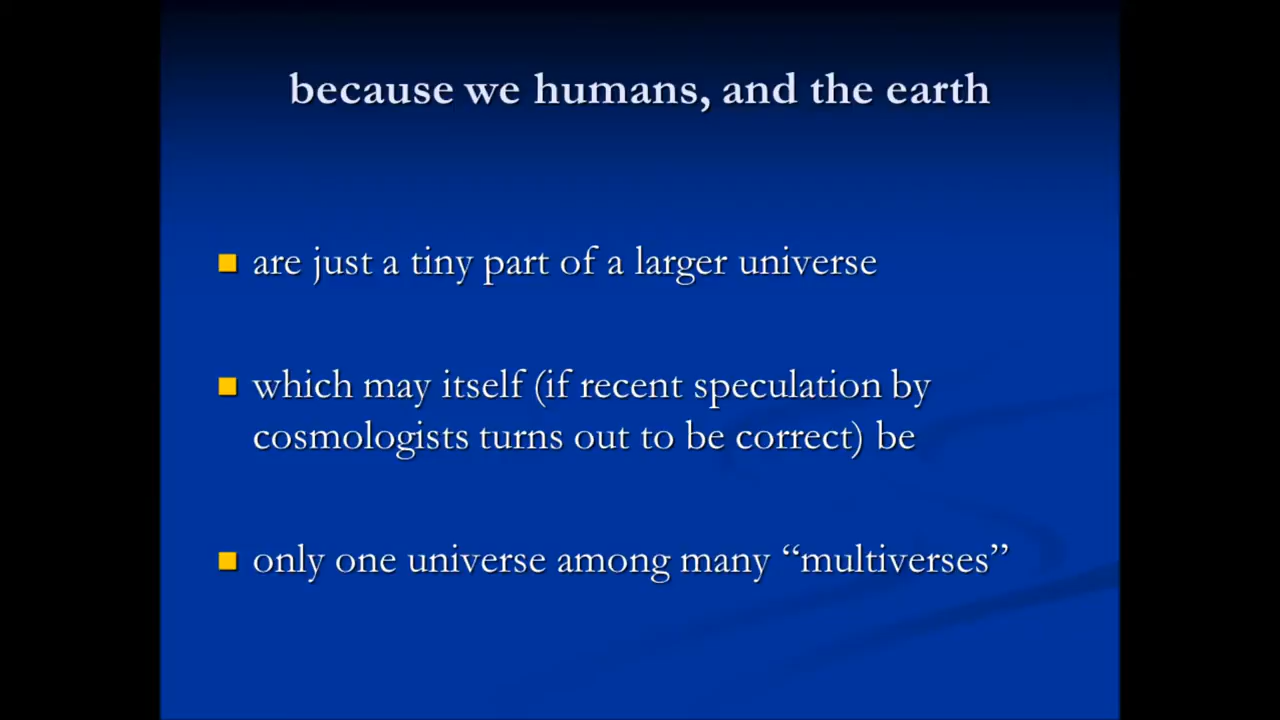 because we humans, and the earth
are just a tiny part of a larger universe
which may itself (if recent speculation by
cosmologists turns out to be correct) be
only one universe among many “multiverses”